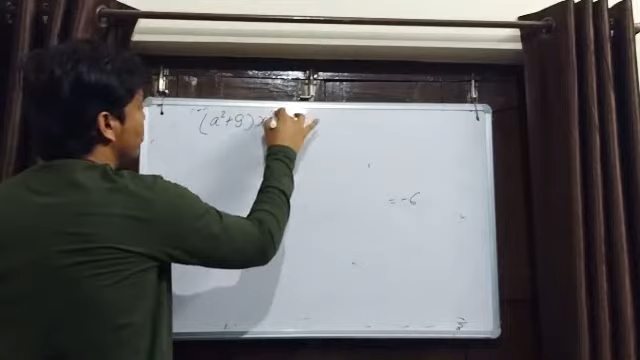 (a²+9)x
= -6